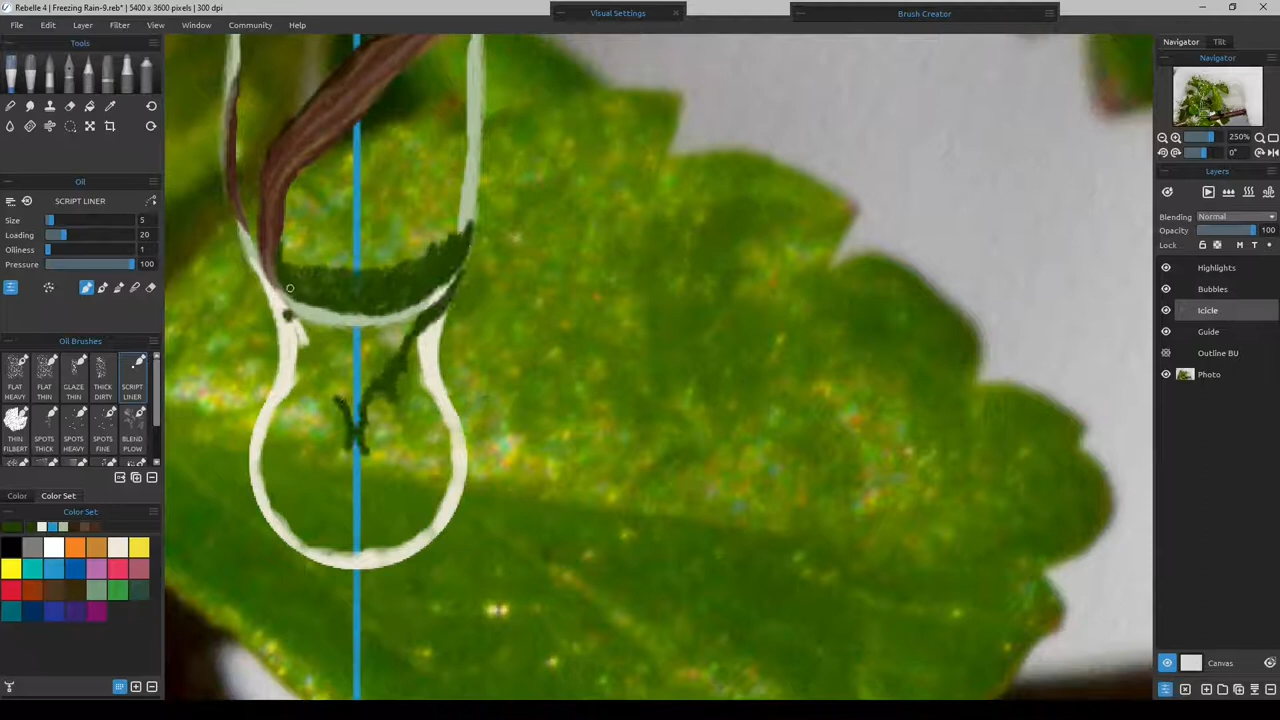 Rebelle 4 | Freezing Rain-9.reb* | 5400 x 3600 pixels | 300 dpi
Visual Settings
Brush Creator
File Edit Layer Filter View Window Community Help
Tools
Navigator Tilt
Navigator
250%
0°
Oil
Layers
SCRIPT LINER
Size 5
Loading 20
Oiliness 1
Pressure 100
Blending Normal
Opacity 100
Lock M T
Highlights
Bubbles
Icicle
Guide
Outline BU
Photo
Oil Brushes
FLAT HEAVY
FLAT THIN
GLAZE THIN
THICK DIRTY
SCRIPT LINER
THIN FILBERT
SPOTS THICK
SPOTS HEAVY
SPOTS FINE
BLEND PLOW
Color Color Set
Color Set
Canvas